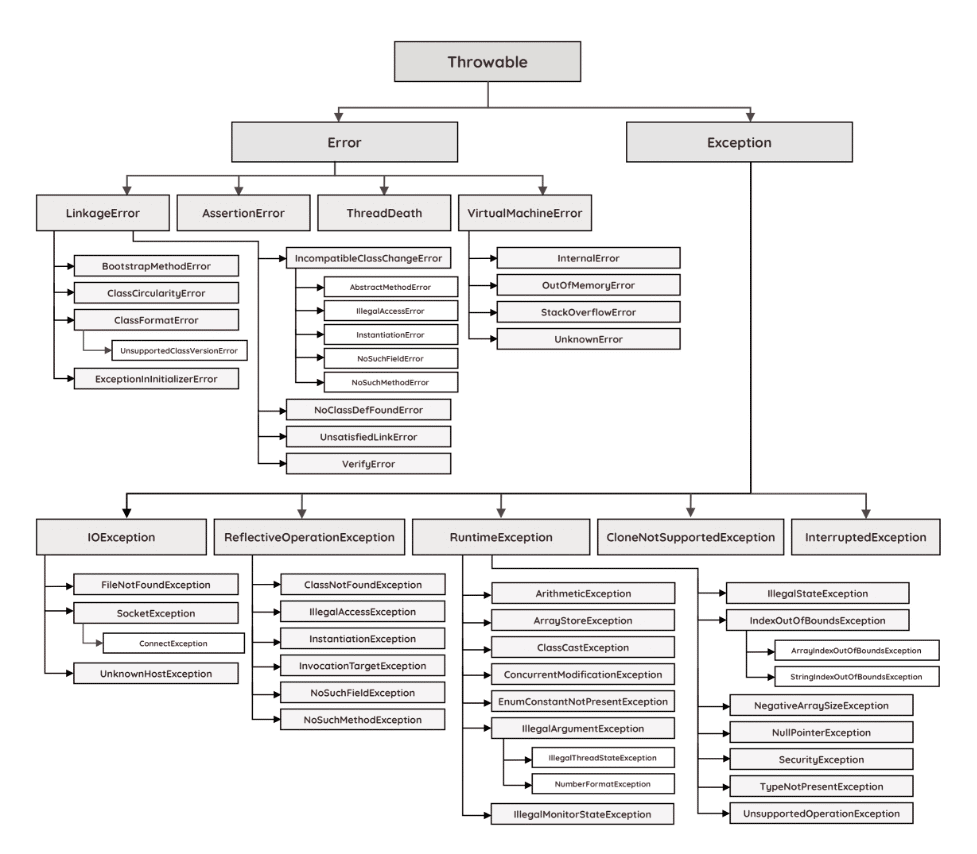 Throwable
Error
Exception
LinkageError
AssertionError
ThreadDeath
VirtualMachineError
BootstrapMethodError
ClassCircularityError
ClassFormatError
UnsupportedClassVersionError
ExceptionInInitializerError
IncompatibleClassChangeError
AbstractMethodError
IllegalAccessError
InstantiationError
NoSuchFieldError
NoSuchMethodError
NoClassDefFoundError
UnsatisfiedLinkError
VerifyError
InternalError
OutOfMemoryError
StackOverflowError
UnknownError
IOException
ReflectiveOperationException
RuntimeException
CloneNotSupportedException
InterruptedException
FileNotFoundException
SocketException
ConnectException
UnknownHostException
ClassNotFoundException
IllegalAccessException
InstantiationException
InvocationTargetException
NoSuchFieldException
NoSuchMethodException
ArithmeticException
ArrayStoreException
ClassCastException
ConcurrentModificationException
EnumConstantNotPresentException
IllegalArgumentException
IllegalThreadStateException
NumberFormatException
IllegalMonitorStateException
IllegalStateException
IndexOutOfBoundsException
ArrayIndexOutOfBoundsException
StringIndexOutOfBoundsException
NegativeArraySizeException
NullPointerException
SecurityException
TypeNotPresentException
UnsupportedOperationException